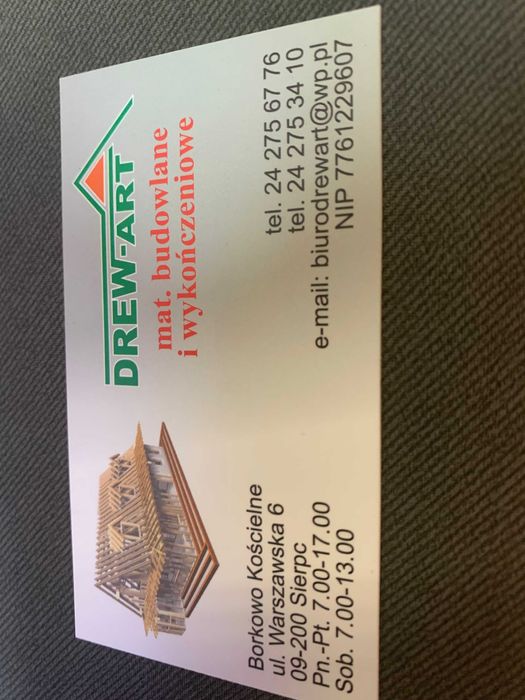 DREW-ART
mat. budowlane
i wykończeniowe
Borkowo Kościelne
ul. Warszawska 6
09-200 Sierpc
Pn.-Pt. 7.00-17.00
Sob. 7.00-13.00
tel. 24 275 67 76
tel. 24 275 34 10
e-mail: biurodrewart@wp.pl
NIP 7761229607